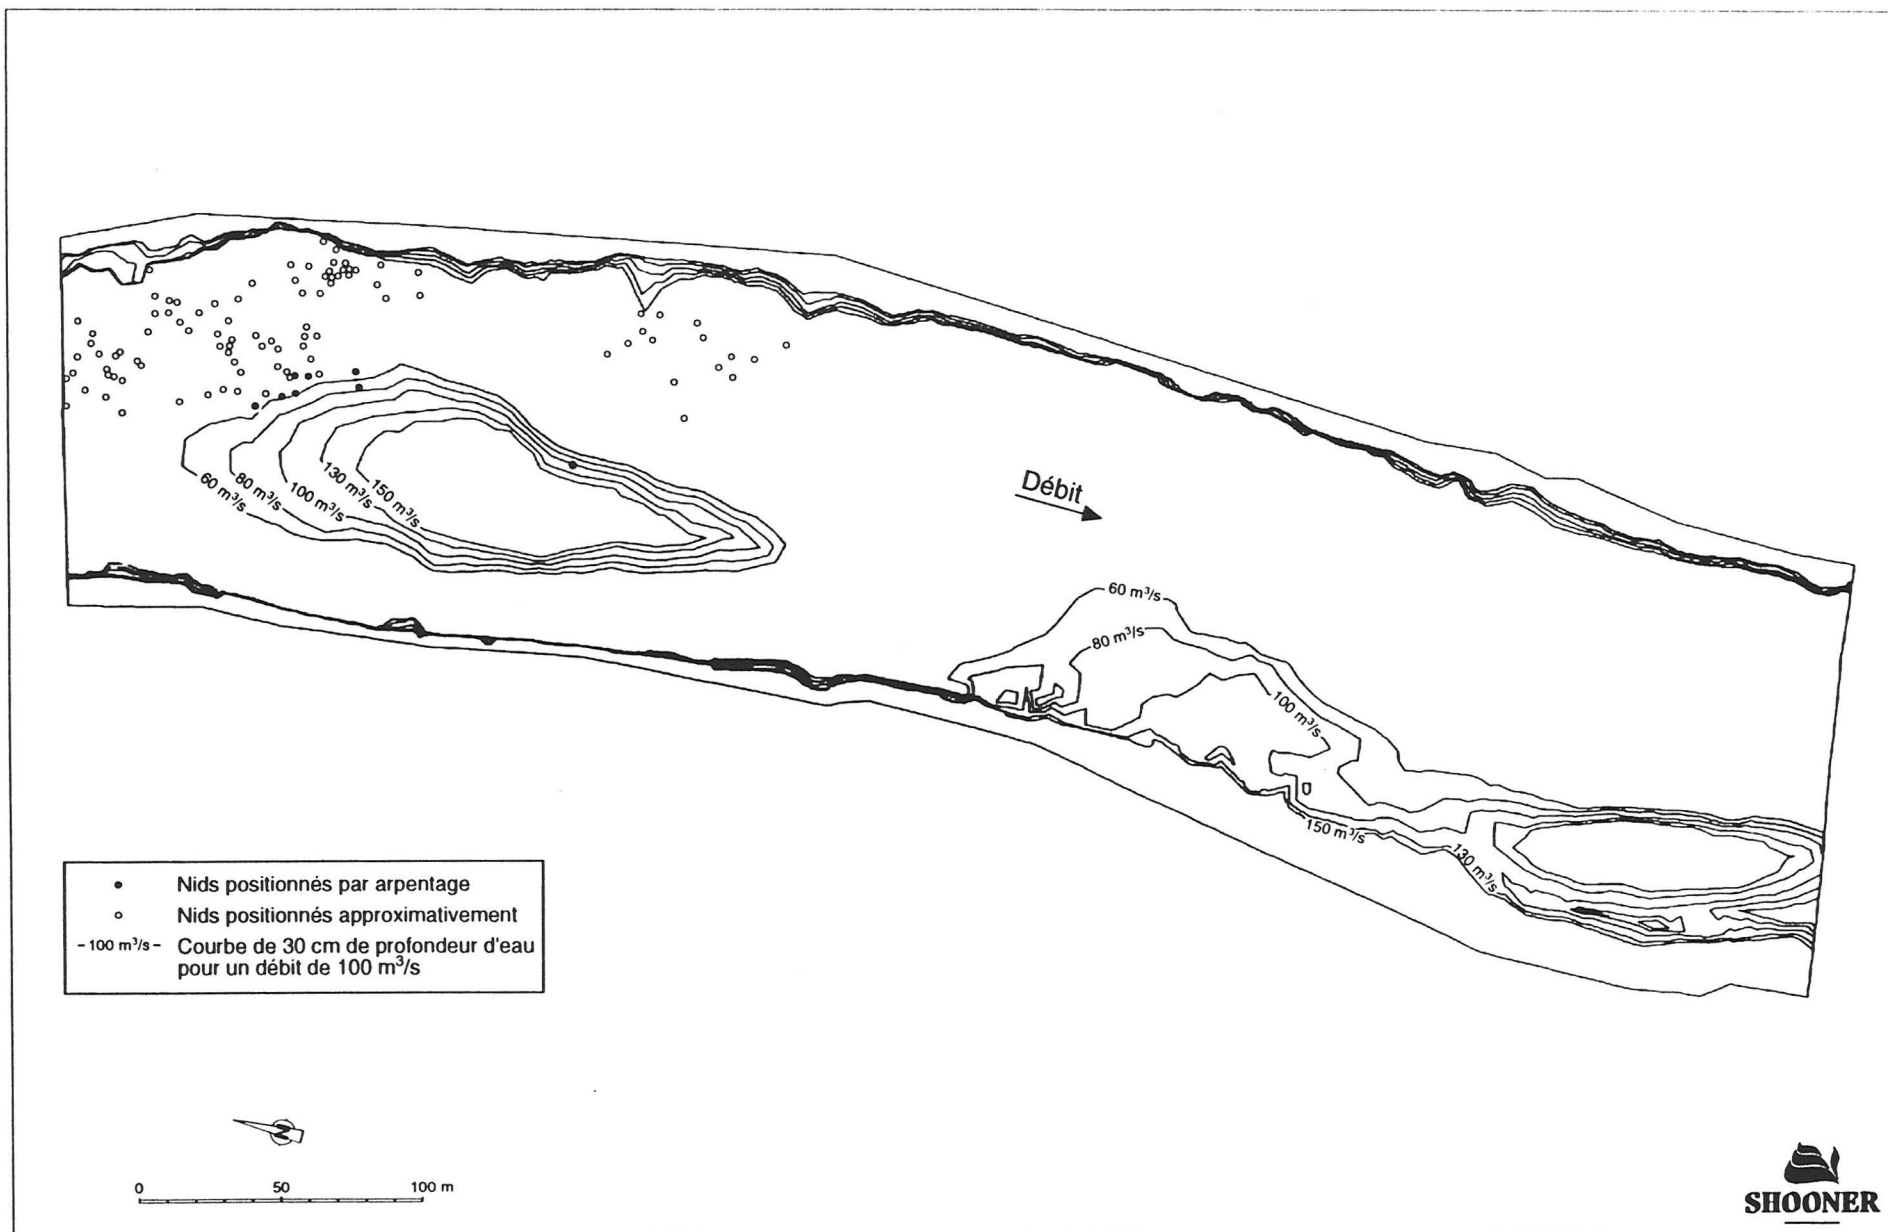 Débit
60 m³/s
80 m³/s
100 m³/s
130 m³/s
150 m³/s
60 m³/s
80 m³/s
100 m³/s
150 m³/s
130 m³/s
Nids positionnés par arpentage
Nids positionnés approximativement
-100 m³/s- Courbe de 30 cm de profondeur d'eau
pour un débit de 100 m³/s
N
0 50 100 m
SHOONER